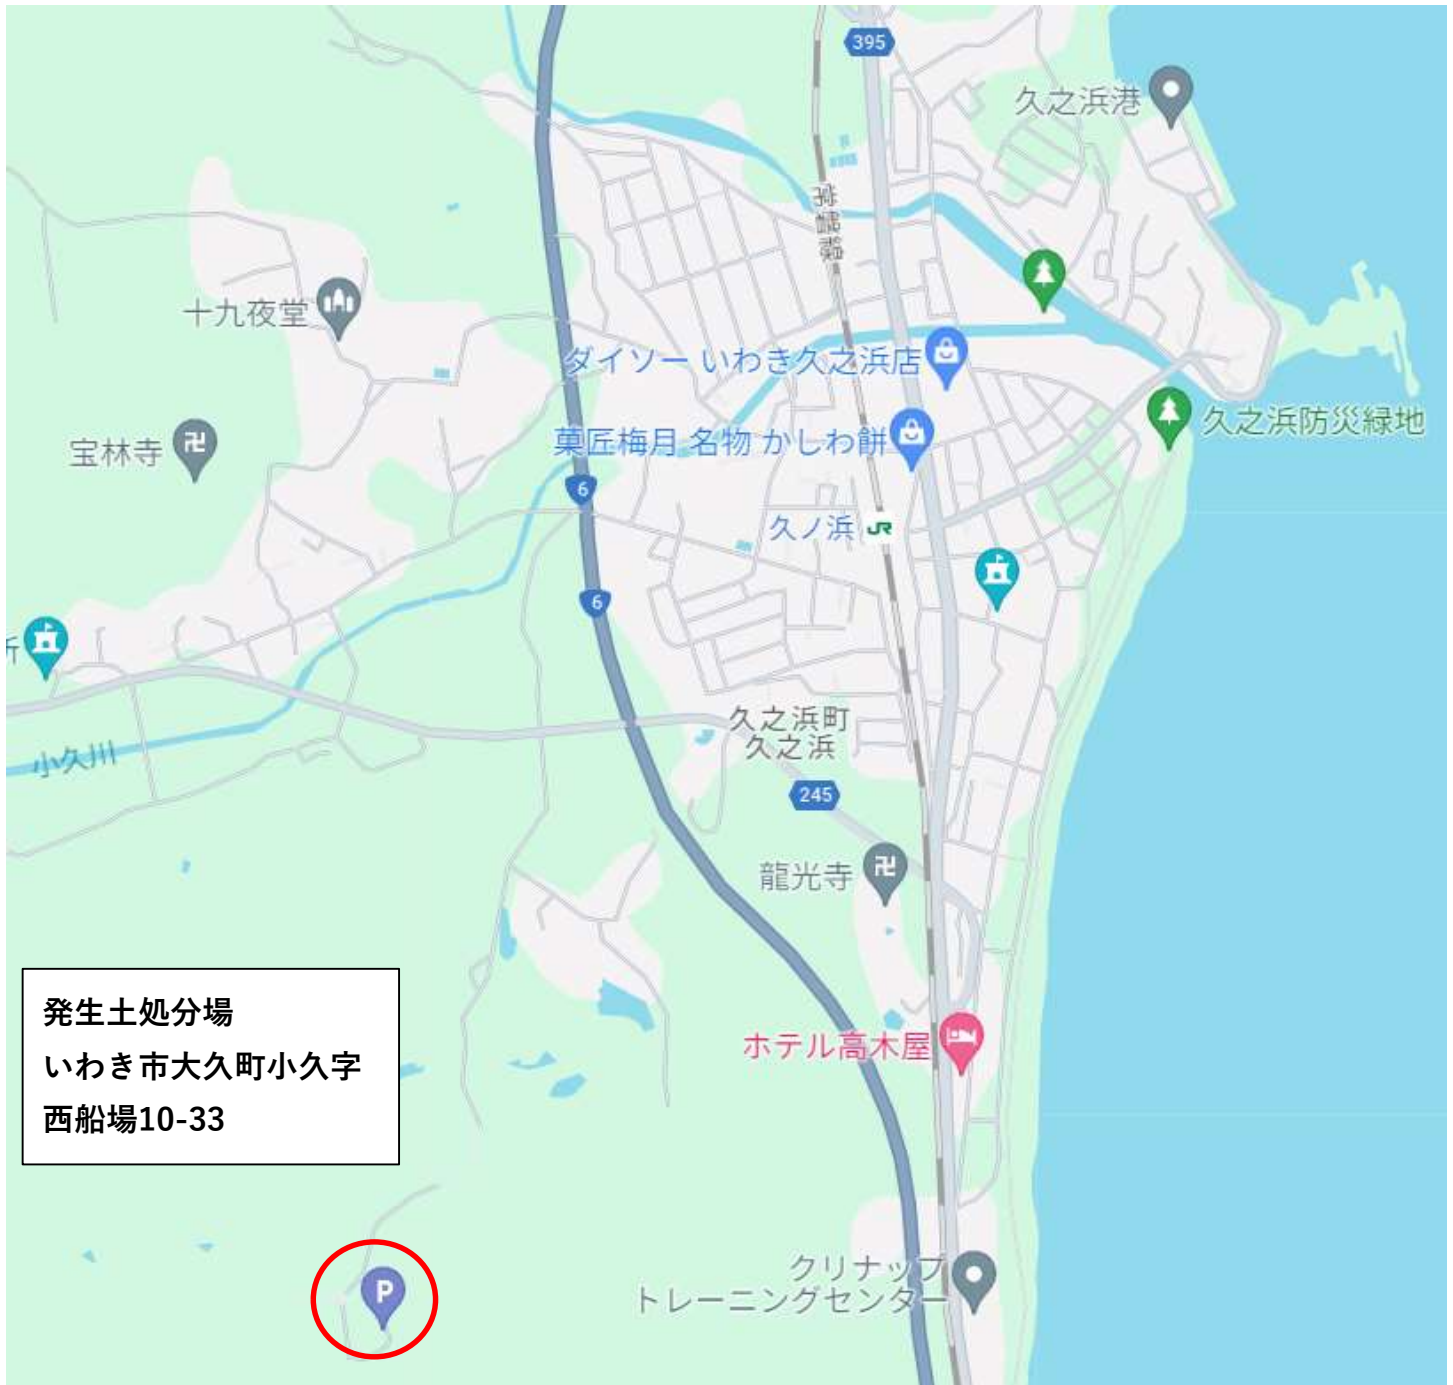 395
久之浜港
常磐線
十九夜堂
ダイソー いわき久之浜店
久之浜防災緑地
宝林寺
菓匠梅月 名物 かしわ餅
6
久ノ浜 JR
6
所
久之浜町
久之浜
小久川
245
龍光寺
発生土処分場
いわき市大久町小久字
西船場10-33
ホテル高木屋
P
クリナップ
トレーニングセンター